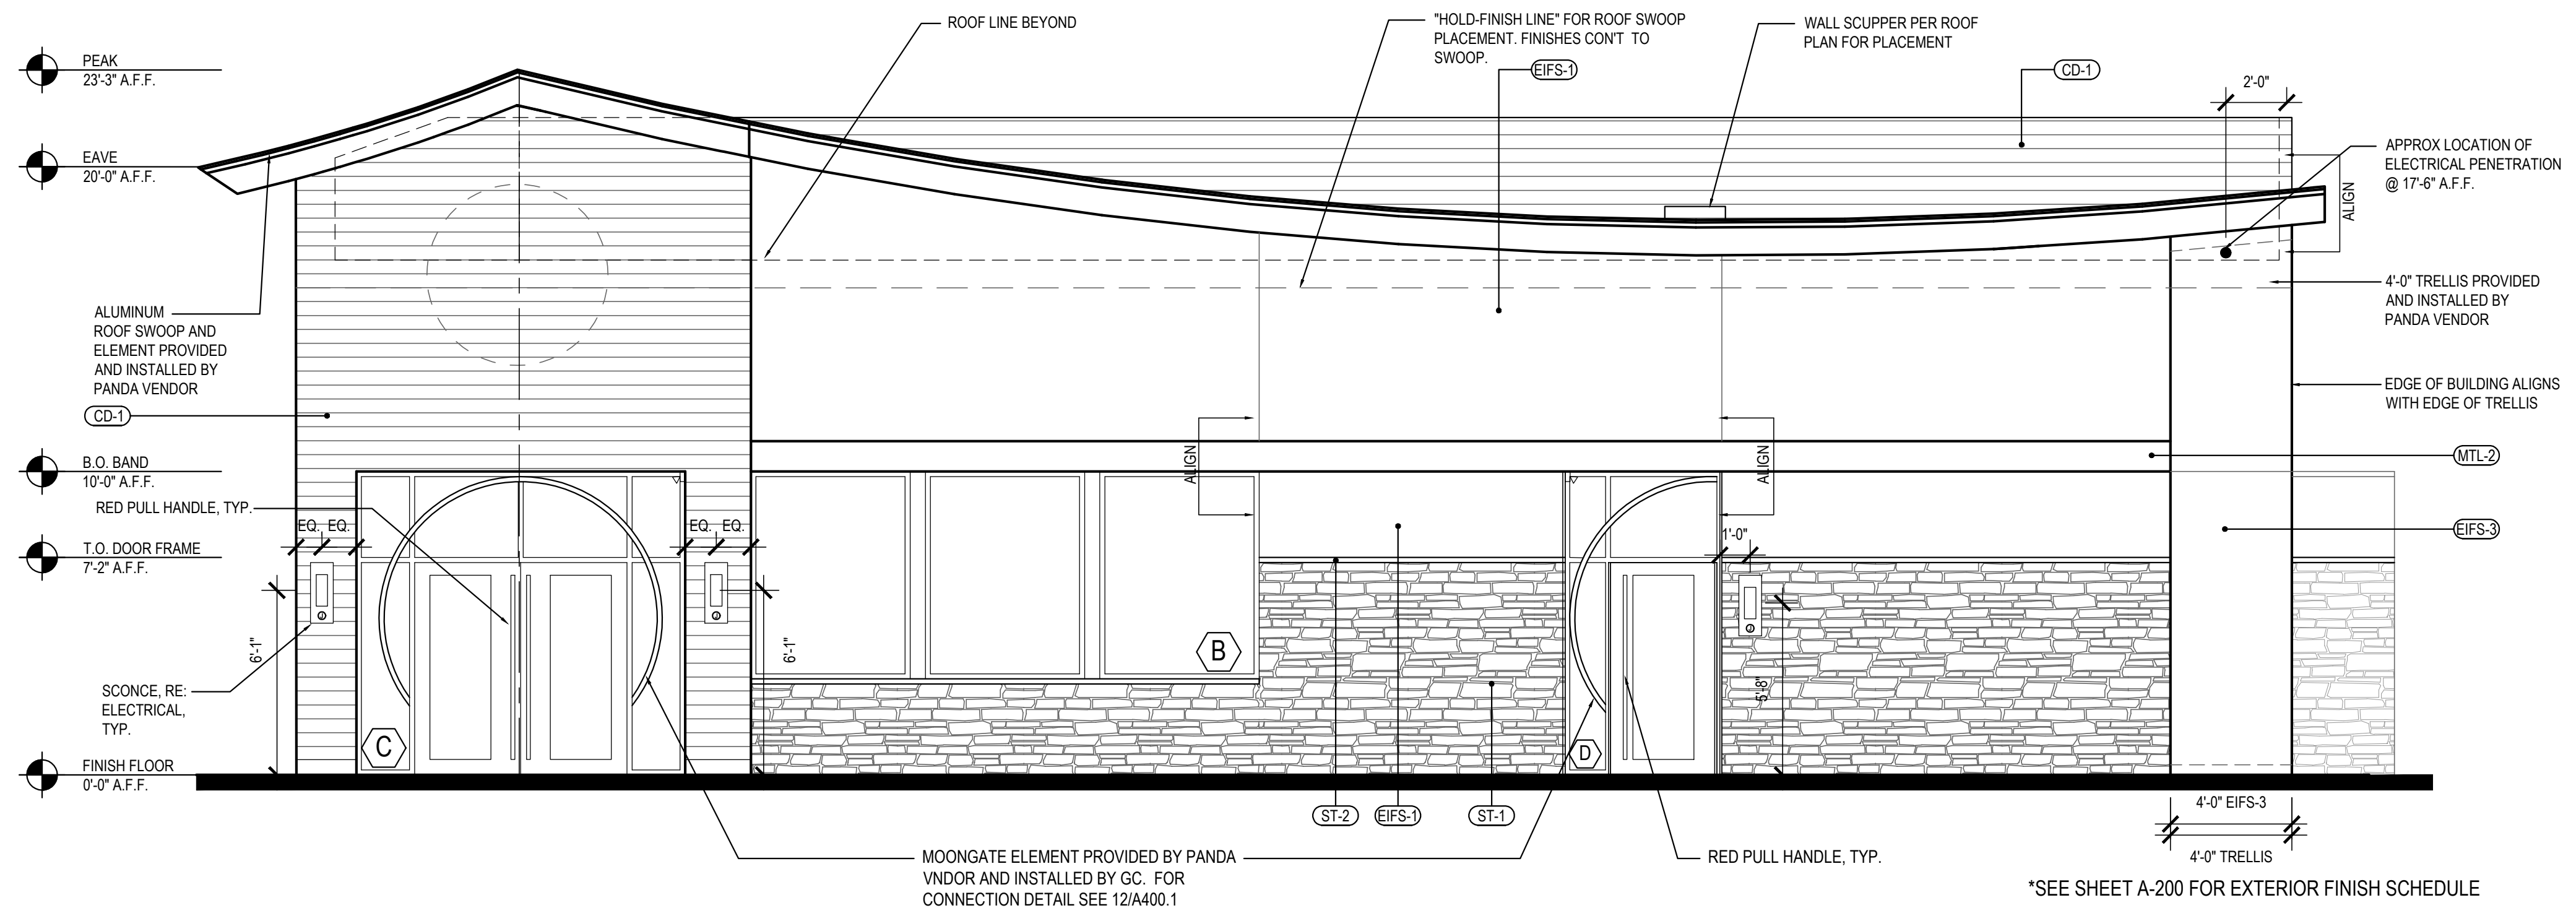 ROOF LINE BEYOND
"HOLD-FINISH LINE" FOR ROOF SWOOP
PLACEMENT. FINISHES CON'T TO
SWOOP.
WALL SCUPPER PER ROOF
PLAN FOR PLACEMENT
EIFS-1
CD-1
2'-0"
PEAK
23'-3" A.F.F.
EAVE
20'-0" A.F.F.
APPROX LOCATION OF
ELECTRICAL PENETRATION
@ 17'-6" A.F.F.
ALIGN
4'-0" TRELLIS PROVIDED
AND INSTALLED BY
PANDA VENDOR
ALUMINUM
ROOF SWOOP AND
ELEMENT PROVIDED
AND INSTALLED BY
PANDA VENDOR
EDGE OF BUILDING ALIGNS
WITH EDGE OF TRELLIS
CD-1
B.O. BAND
10'-0" A.F.F.
ALIGN
ALIGN
MTL-2
RED PULL HANDLE, TYP.
EQ. EQ.
EQ. EQ.
1'-0"
EIFS-3
T.O. DOOR FRAME
7'-2" A.F.F.
6'-1"
6'-1"
5'-8"
B
SCONCE, RE:
ELECTRICAL,
TYP.
C
D
FINISH FLOOR
0'-0" A.F.F.
ST-2
EIFS-1
ST-1
4'-0" EIFS-3
4'-0" TRELLIS
MOONGATE ELEMENT PROVIDED BY PANDA
VNDOR AND INSTALLED BY GC. FOR
CONNECTION DETAIL SEE 12/A400.1
RED PULL HANDLE, TYP.
*SEE SHEET A-200 FOR EXTERIOR FINISH SCHEDULE